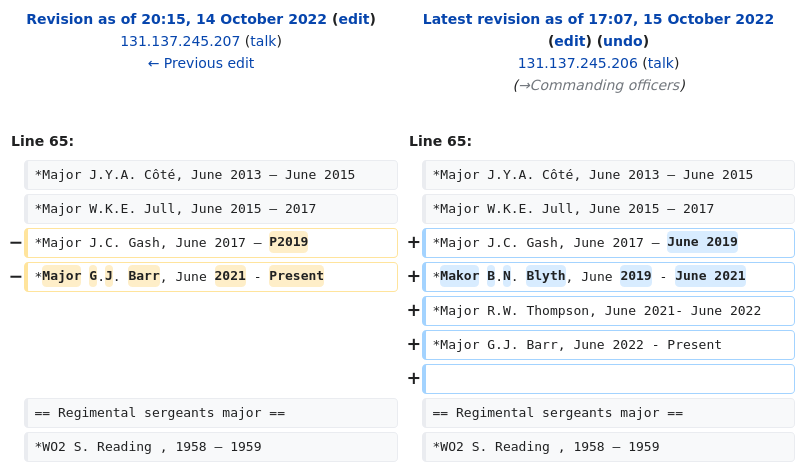 Revision as of 20:15, 14 October 2022 (edit)
131.137.245.207 (talk)
← Previous edit
Latest revision as of 17:07, 15 October 2022
(edit) (undo)
131.137.245.206 (talk)
(→Commanding officers)
Line 65:
*Major J.Y.A. Côté, June 2013 – June 2015
*Major W.K.E. Jull, June 2015 – 2017
− *Major J.C. Gash, June 2017 – P2019
− *Major G.J. Barr, June 2021 - Present
== Regimental sergeants major ==
*WO2 S. Reading , 1958 – 1959
Line 65:
*Major J.Y.A. Côté, June 2013 – June 2015
*Major W.K.E. Jull, June 2015 – 2017
+ *Major J.C. Gash, June 2017 – June 2019
+ *Makor B.N. Blyth, June 2019 - June 2021
+ *Major R.W. Thompson, June 2021- June 2022
+ *Major G.J. Barr, June 2022 - Present
+
== Regimental sergeants major ==
*WO2 S. Reading , 1958 – 1959